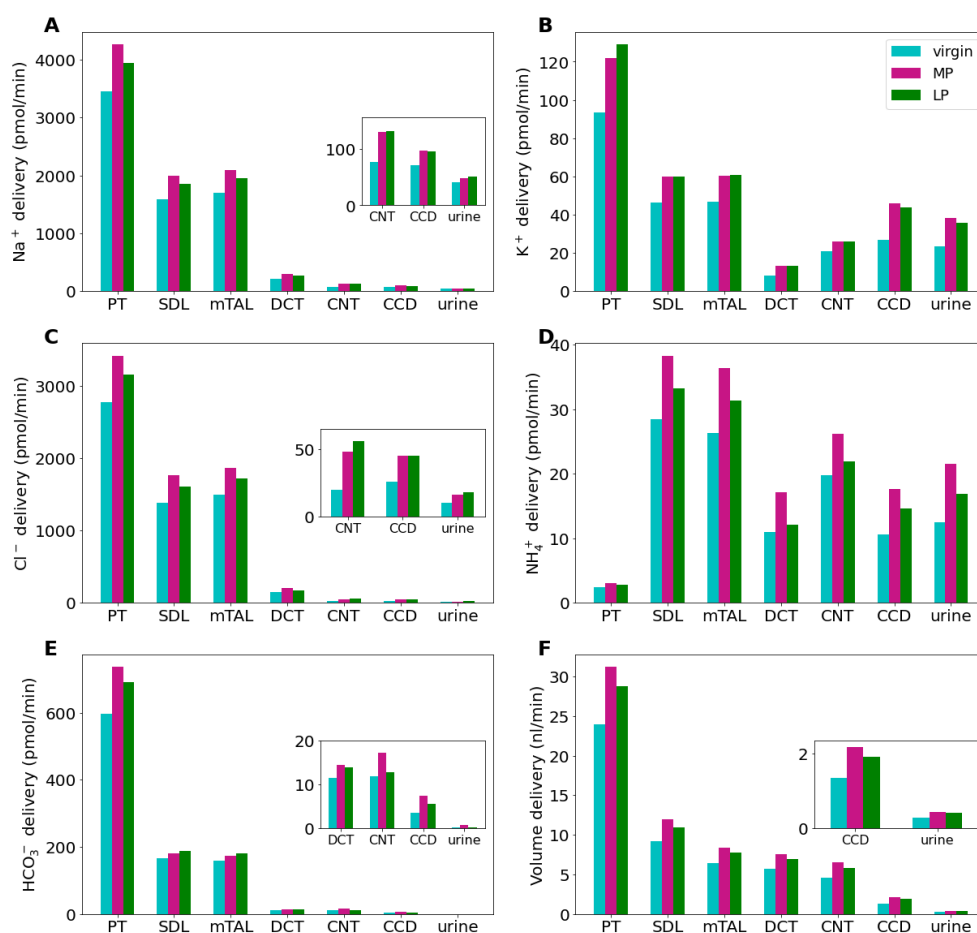 A
Na⁺ delivery (pmol/min)
4000
3000
2000
1000
0
100
0
CNT CCD urine
PT SDL mTAL DCT CNT CCD urine
B
K⁺ delivery (pmol/min)
120
100
80
60
40
20
0
virgin
MP
LP
PT SDL mTAL DCT CNT CCD urine
C
Cl⁻ delivery (pmol/min)
3000
2000
1000
0
50
0
CNT CCD urine
PT SDL mTAL DCT CNT CCD urine
D
NH₄⁺ delivery (pmol/min)
40
30
20
10
0
PT SDL mTAL DCT CNT CCD urine
E
HCO₃⁻ delivery (pmol/min)
600
400
200
0
20
10
0
DCT CNT CCD urine
PT SDL mTAL DCT CNT CCD urine
F
Volume delivery (nl/min)
30
25
20
15
10
5
0
2
0
CCD urine
PT SDL mTAL DCT CNT CCD urine